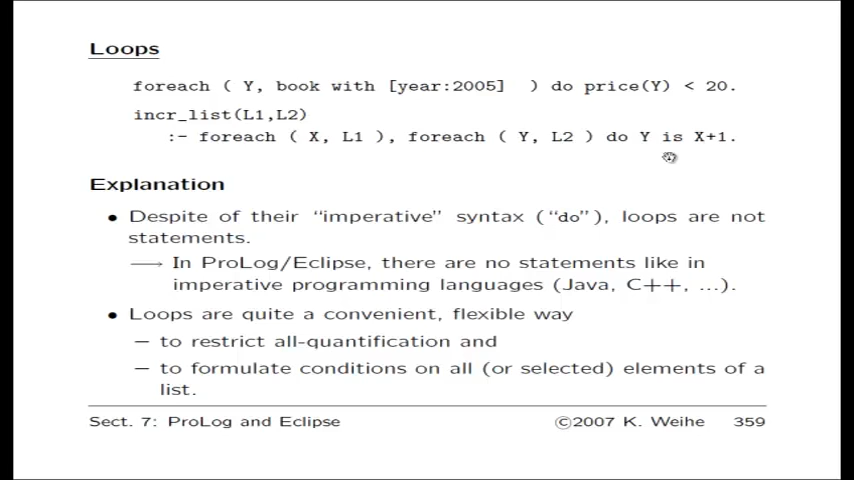 Loops
foreach ( Y, book with [year:2005] ) do price(Y) < 20.
incr_list(L1,L2)
:- foreach ( X, L1 ), foreach ( Y, L2 ) do Y is X+1.
Explanation
• Despite of their “imperative” syntax (“do”), loops are not
statements.
⟶ In ProLog/Eclipse, there are no statements like in
imperative programming languages (Java, C++, ...).
• Loops are quite a convenient, flexible way
– to restrict all-quantification and
– to formulate conditions on all (or selected) elements of a
list.
Sect. 7: ProLog and Eclipse ©2007 K. Weihe 359